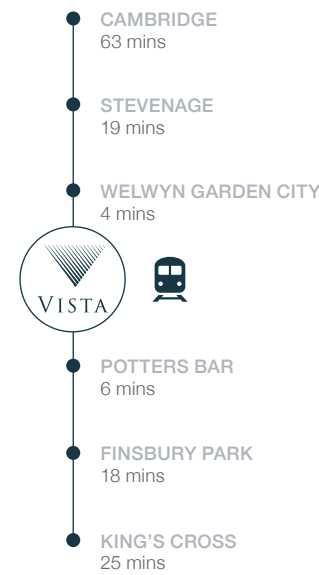 CAMBRIDGE
63 mins
STEVENAGE
19 mins
WELWYN GARDEN CITY
4 mins
VISTA
POTTERS BAR
6 mins
FINSBURY PARK
18 mins
KING'S CROSS
25 mins